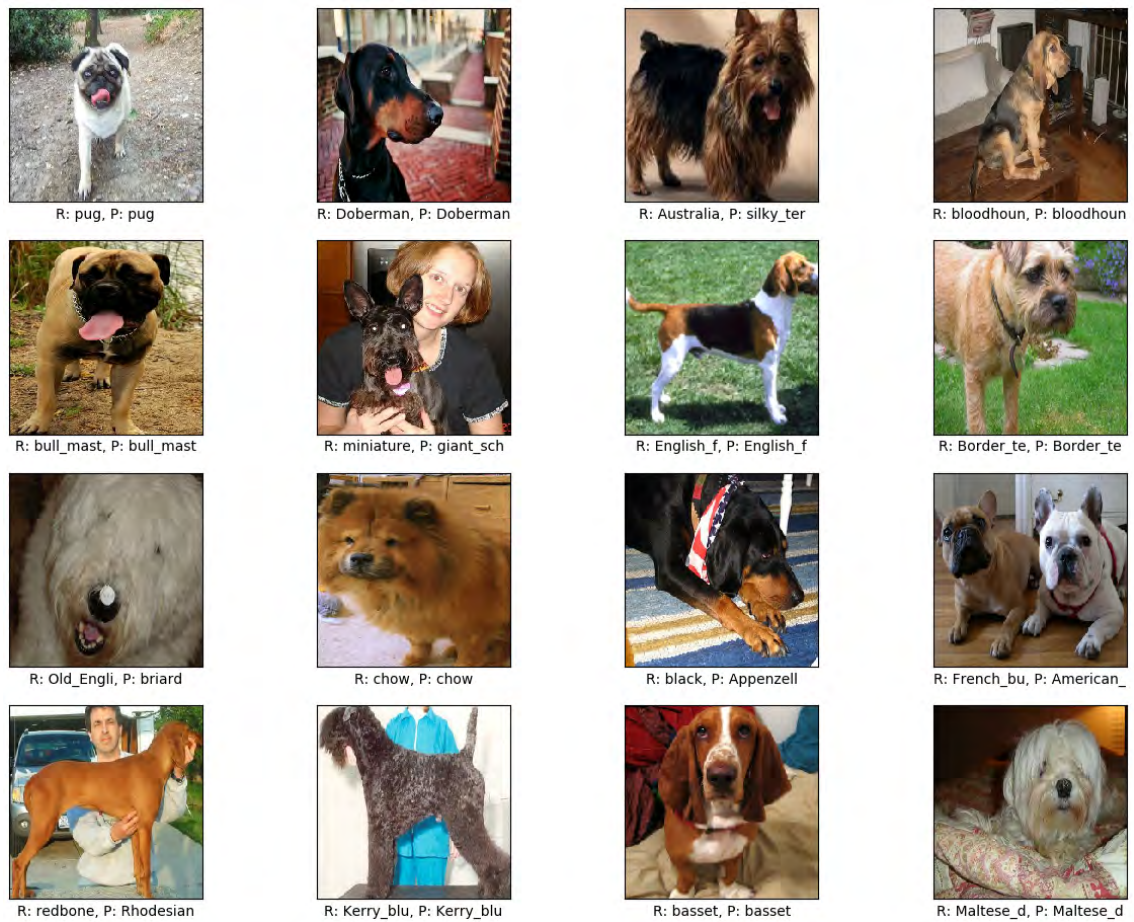 R: pug, P: pug
R: Doberman, P: Doberman
R: Australia, P: silky_ter
R: bloodhoun, P: bloodhoun
R: bull_mast, P: bull_mast
R: miniature, P: giant_sch
R: English_f, P: English_f
R: Border_te, P: Border_te
R: Old_Engli, P: briard
R: chow, P: chow
R: black, P: Appenzell
R: French_bu, P: American_
R: redbone, P: Rhodesian
R: Kerry_blu, P: Kerry_blu
R: basset, P: basset
R: Maltese_d, P: Maltese_d